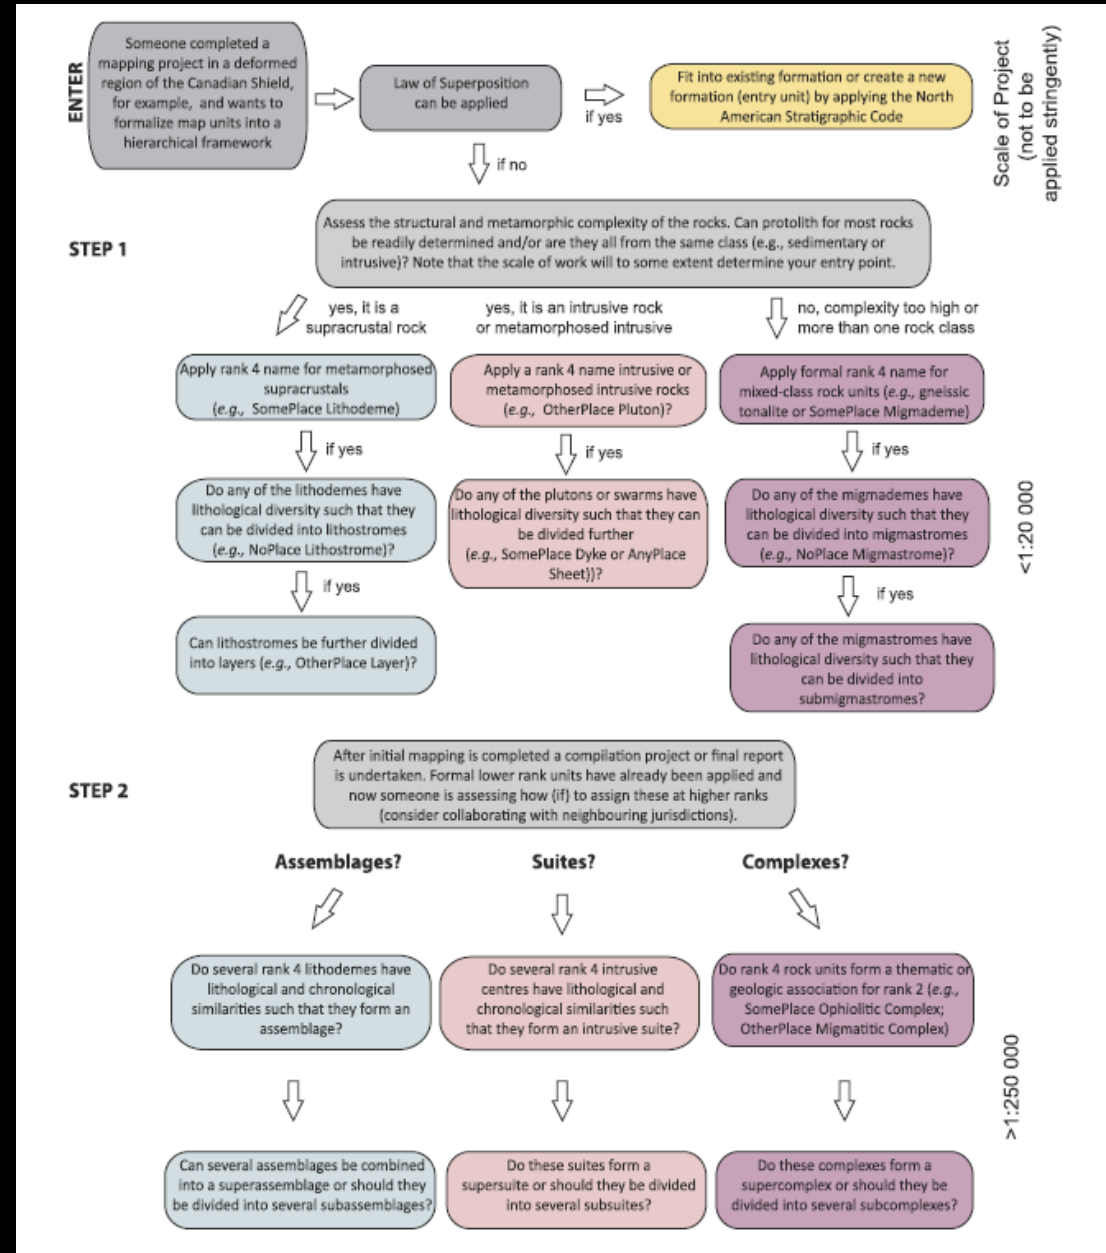 ENTER
Someone completed a
mapping project in a deformed
region of the Canadian Shield,
for example, and wants to
formalize map units into a
hierarchical framework
Law of Superposition
can be applied
if yes
Fit into existing formation or create a new
formation (entry unit) by applying the North
American Stratigraphic Code
Scale of Project
(not to be
applied stringently)
if no
STEP 1
Assess the structural and metamorphic complexity of the rocks. Can protolith for most rocks
be readily determined and/or are they all from the same class (e.g., sedimentary or
intrusive)? Note that the scale of work will to some extent determine your entry point.
yes, it is a
supracrustal rock
yes, it is an intrusive rock
or metamorphosed intrusive
no, complexity too high or
more than one rock class
Apply rank 4 name for metamorphosed
supracrustals
(e.g., SomePlace Lithodeme)
Apply a rank 4 name intrusive or
metamorphosed intrusive rocks
(e.g., OtherPlace Pluton)?
Apply formal rank 4 name for
mixed-class rock units (e.g., gneissic
tonalite or SomePlace Migmademe)
if yes
if yes
if yes
Do any of the lithodemes have
lithological diversity such that they
can be divided into lithostromes
(e.g., NoPlace Lithostrome)?
Do any of the plutons or swarms have
lithological diversity such that they can
be divided further
(e.g., SomePlace Dyke or AnyPlace
Sheet))?
Do any of the migmademes have
lithological diversity such that they
can be divided into migmastromes
(e.g., NoPlace Migmastrome)?
<1:20 000
if yes
if yes
Can lithostromes be further divided
into layers (e.g., OtherPlace Layer)?
Do any of the migmastromes have
lithological diversity such that they
can be divided into
submigmastromes?
STEP 2
After initial mapping is completed a compilation project or final report
is undertaken. Formal lower rank units have already been applied and
now someone is assessing how (if) to assign these at higher ranks
(consider collaborating with neighbouring jurisdictions).
Assemblages?
Suites?
Complexes?
Do several rank 4 lithodemes have
lithological and chronological
similarities such that they form an
assemblage?
Do several rank 4 intrusive
centres have lithological and
chronological similarities such
that they form an intrusive suite?
Do rank 4 rock units form a thematic or
geologic association for rank 2 (e.g.,
SomePlace Ophiolitic Complex;
OtherPlace Migmatitic Complex)
>1:250 000
Can several assemblages be combined
into a superassemblage or should they
be divided into several subassemblages?
Do these suites form a
supersuite or should they be divided
into several subsuites?
Do these complexes form a
supercomplex or should they be
divided into several subcomplexes?